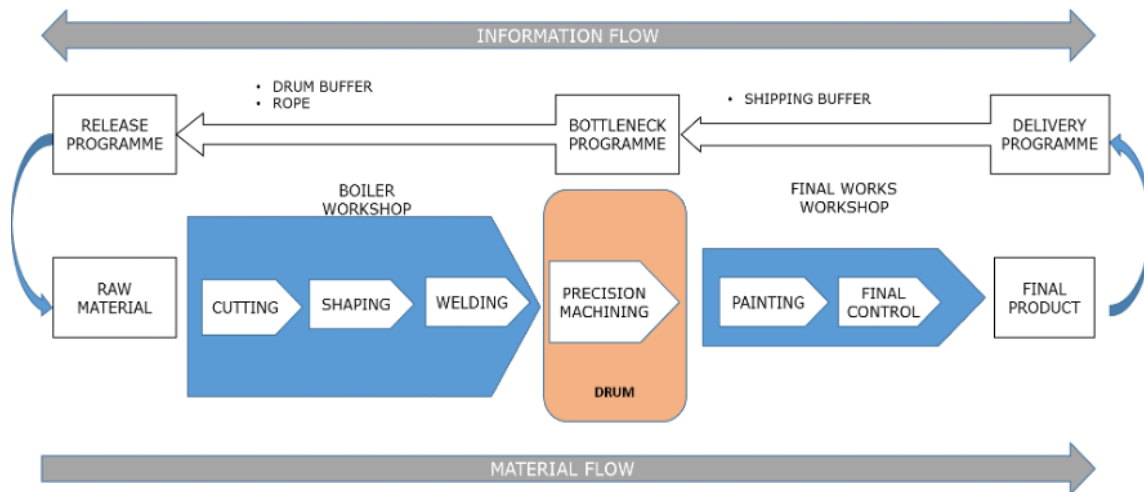 INFORMATION FLOW
• DRUM BUFFER
• ROPE
• SHIPPING BUFFER
RELEASE
PROGRAMME
BOTTLENECK
PROGRAMME
DELIVERY
PROGRAMME
BOILER
WORKSHOP
FINAL WORKS
WORKSHOP
RAW
MATERIAL
CUTTING
SHAPING
WELDING
PRECISION
MACHINING
PAINTING
FINAL
CONTROL
FINAL
PRODUCT
DRUM
MATERIAL FLOW